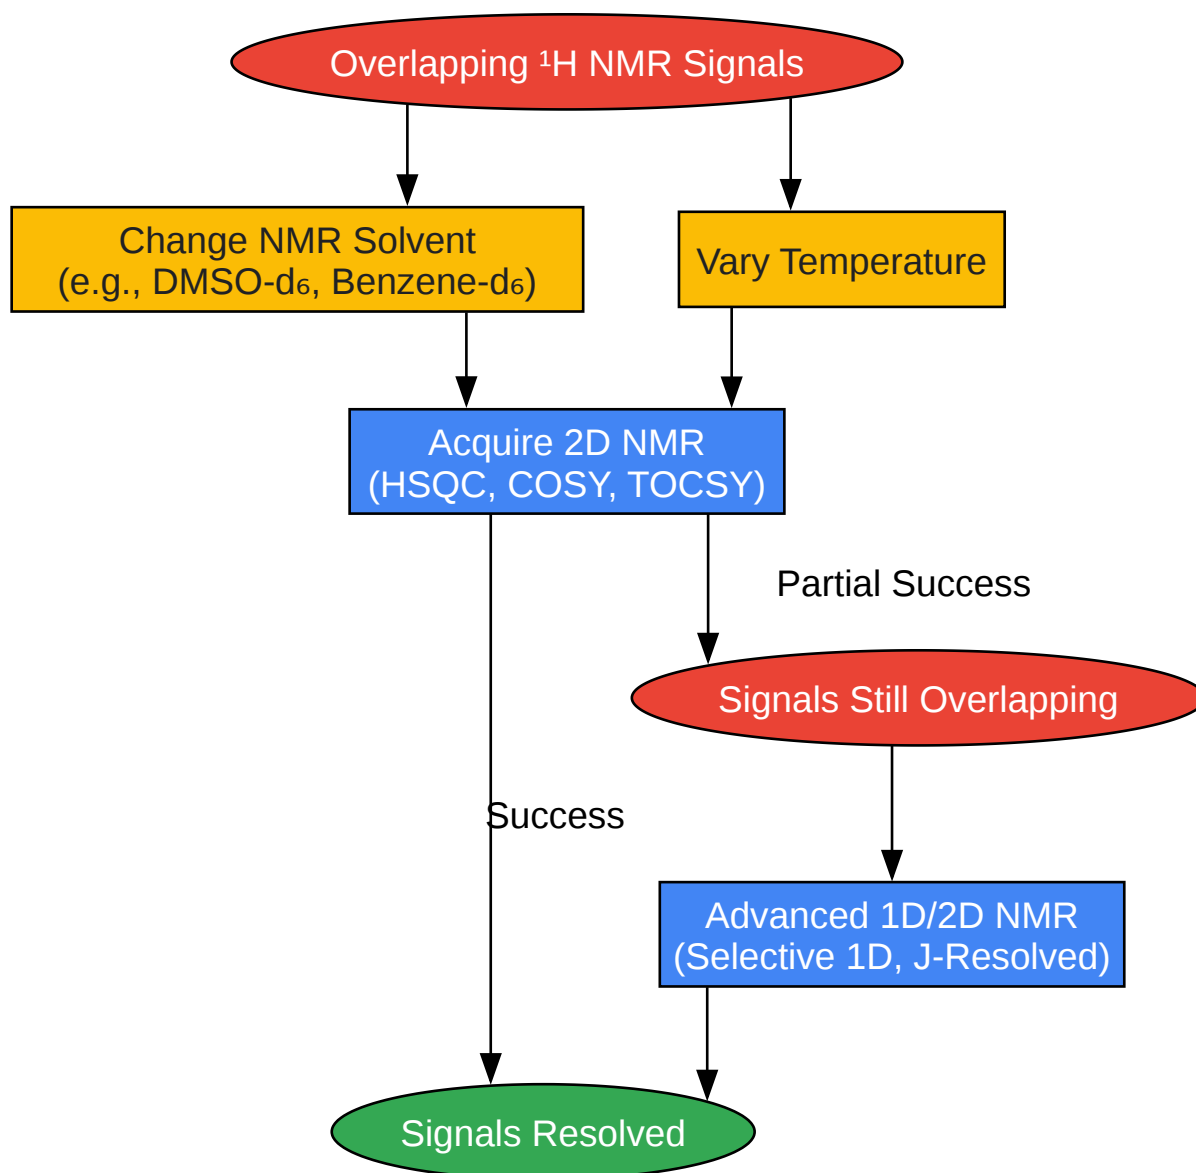 Overlapping ¹H NMR Signals
Change NMR Solvent
(e.g., DMSO-d₆, Benzene-d₆)
Vary Temperature
Acquire 2D NMR
(HSQC, COSY, TOCSY)
Partial Success
Signals Still Overlapping
Success
Advanced 1D/2D NMR
(Selective 1D, J-Resolved)
Signals Resolved